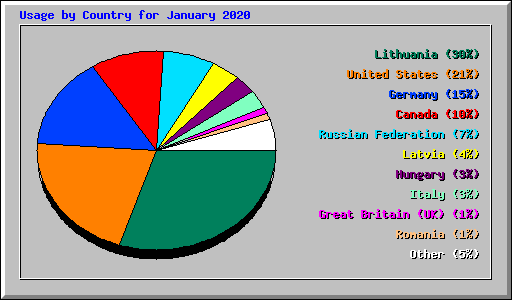 Usage by Country for January 2020
Lithuania (30%)
United States (21%)
Germany (15%)
Canada (10%)
Russian Federation (7%)
Latvia (4%)
Hungary (3%)
Italy (3%)
Great Britain (UK) (1%)
Romania (1%)
Other (5%)